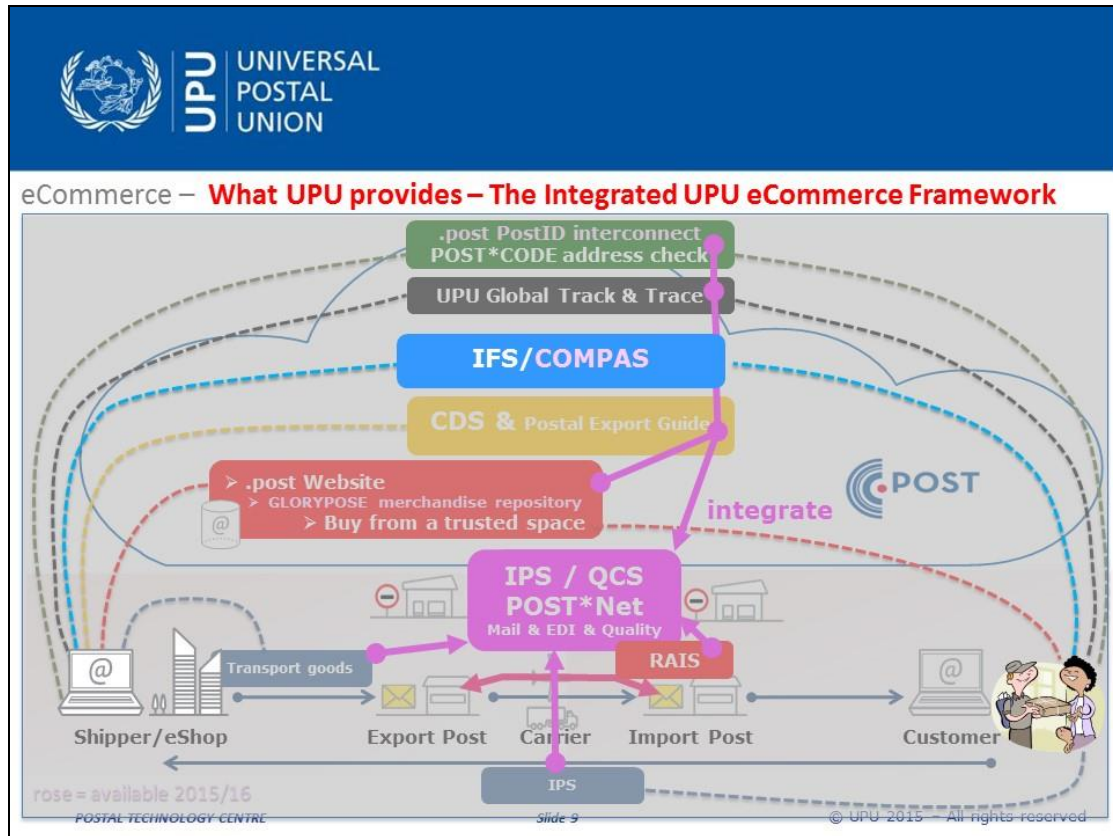 UPU
UNIVERSAL
POSTAL
UNION
eCommerce – What UPU provides – The Integrated UPU eCommerce Framework
.post PostID interconnect
POST*CODE address check
UPU Global Track & Trace
IFS/COMPAS
CDS & Postal Export Guide
➢ .post Website
➢ GLORYPOSE merchandise repository
➢ Buy from a trusted space
@
.POST
integrate
IPS / QCS
POST*Net
Mail & EDI & Quality
@
Transport goods
RAIS
@
Shipper/eShop
Export Post
Carrier
Import Post
Customer
IPS
rose = available 2015/16
POSTAL TECHNOLOGY CENTRE
Slide 9
© UPU 2015 – All rights reserved